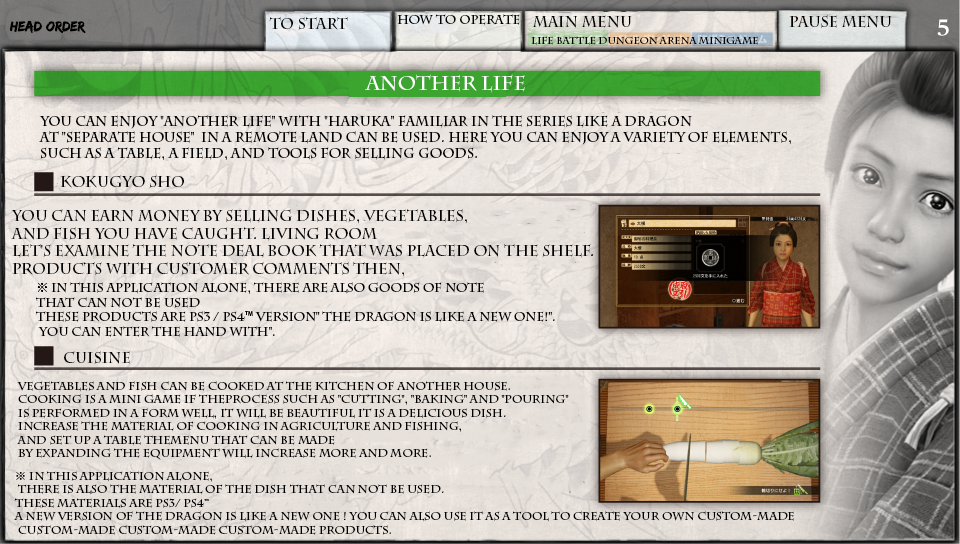 HEAD ORDER
TO START
HOW TO OPERATE
MAIN MENU
LIFE BATTLE DUNGEON ARENA MINIGAME
PAUSE MENU
5
ANOTHER LIFE
YOU CAN ENJOY "ANOTHER LIFE" WITH "HARUKA" FAMILIAR IN THE SERIES LIKE A DRAGON
AT "SEPARATE HOUSE" IN A REMOTE LAND CAN BE USED. HERE YOU CAN ENJOY A VARIETY OF ELEMENTS,
SUCH AS A TABLE, A FIELD, AND TOOLS FOR SELLING GOODS.
KOKUGYO SHO
YOU CAN EARN MONEY BY SELLING DISHES, VEGETABLES,
AND FISH YOU HAVE CAUGHT. LIVING ROOM
LET'S EXAMINE THE NOTE DEAL BOOK THAT WAS PLACED ON THE SHELF.
PRODUCTS WITH CUSTOMER COMMENTS THEN,
※ IN THIS APPLICATION ALONE, THERE ARE ALSO GOODS OF NOTE
THAT CAN NOT BE USED
THESE PRODUCTS ARE PS3 / PS4™ VERSION" THE DRAGON IS LIKE A NEW ONE!".
YOU CAN ENTER THE HAND WITH".
CUISINE
VEGETABLES AND FISH CAN BE COOKED AT THE KITCHEN OF ANOTHER HOUSE.
COOKING IS A MINI GAME IF THEPROCESS SUCH AS "CUTTING", "BAKING" AND "POURING"
IS PERFORMED IN A FORM WELL, IT WILL BE BEAUTIFUL IT IS A DELICIOUS DISH.
INCREASE THE MATERIAL OF COOKING IN AGRICULTURE AND FISHING,
AND SET UP A TABLE THEMENU THAT CAN BE MADE
BY EXPANDING THE EQUIPMENT WILL INCREASE MORE AND MORE.
※ IN THIS APPLICATION ALONE,
THERE IS ALSO THE MATERIAL OF THE DISH THAT CAN NOT BE USED.
THESE MATERIALS ARE PS3/ PS4™
A NEW VERSION OF THE DRAGON IS LIKE A NEW ONE ! YOU CAN ALSO USE IT AS A TOOL TO CREATE YOUR OWN CUSTOM-MADE
CUSTOM-MADE CUSTOM-MADE CUSTOM-MADE PRODUCTS.